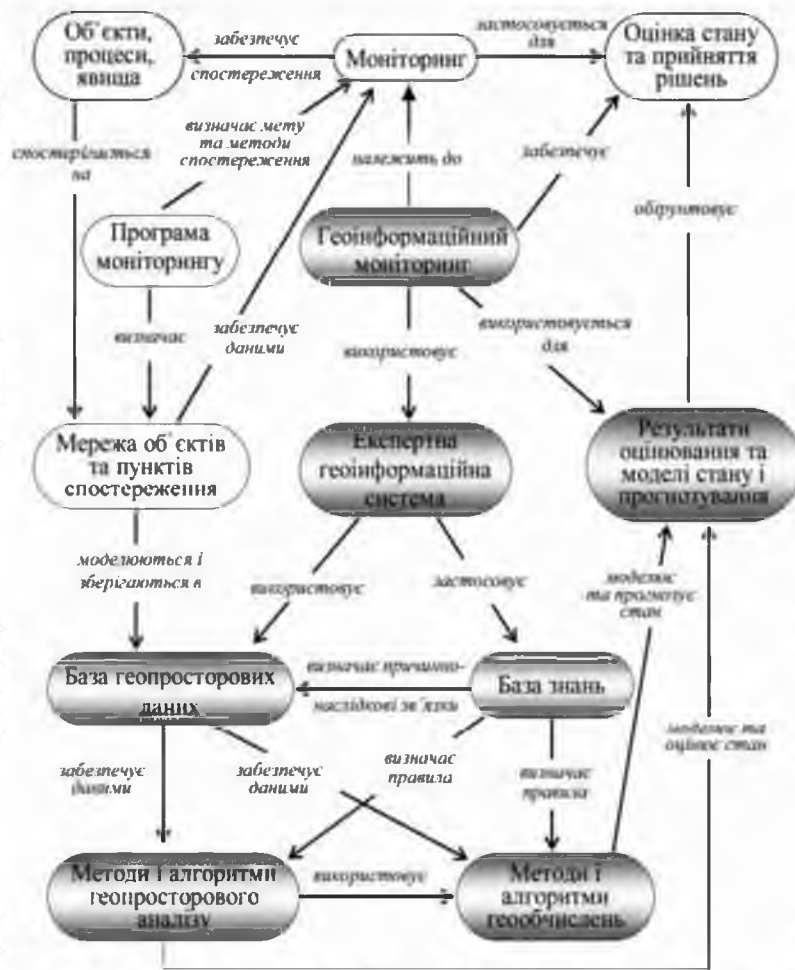 Об`єкти,
процеси,
явища
забезпечує
спостереження
Моніторинг
застосовується
для
Оцінка стану
та прийняття
рішень
визначає мету
та методи
спостереження
спостерігається
на
належить до
забезпечує
обґрунтовує
Програма
моніторингу
Геоінформаційний
моніторинг
визначає
забезпечує
даними
використовує
використовується
для
Мережа об`єктів
та пунктів
спостереження
Експертна
геоінформаційна
система
Результати
оцінювання та
моделі стану і
прогнотування
моделюються і
зберігаються в
використовує
застосовує
моделює
та прогнозує
стан
База геопросторових
даних
визначає причинно-
наслідкові зв`язки
База знань
моделює та
оцінює стан
забезпечує
даними
забезпечує
даними
визначає
правила
визначає
правила
Методи і алгоритми
геопросторового
аналізу
використовує
Методи і
алгоритми
геообчислень